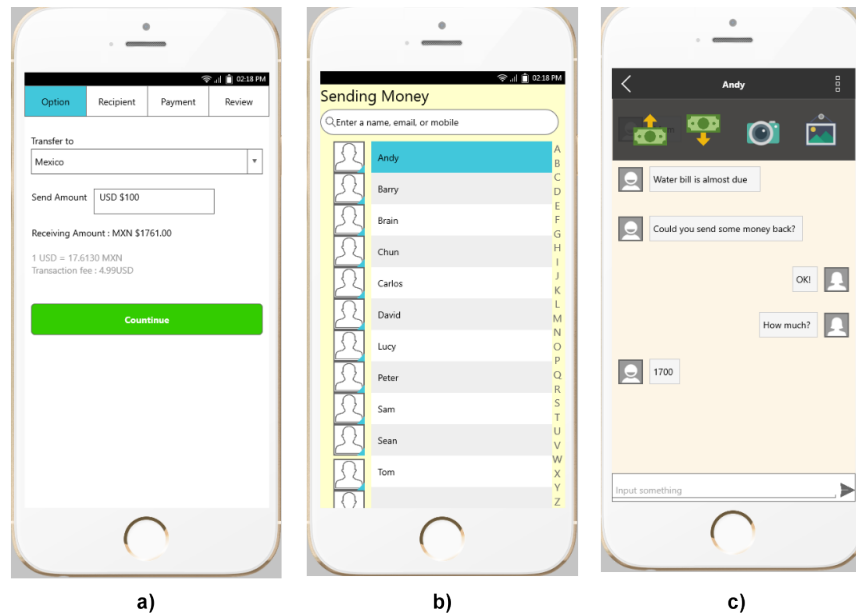 02:18 PM
Option Recipient Payment Review
Transfer to
Mexico
Send Amount USD $100
Receiving Amount : MXN $1761.00
1 USD = 17.6130 MXN
Transaction fee : 4.99USD
Countinue
a)
02:18 PM
Sending Money
Enter a name, email, or mobile
Andy
Barry
Brain
Chun
Carlos
David
Lucy
Peter
Sam
Sean
Tom
A
B
C
D
E
F
G
H
I
J
K
L
M
N
O
P
Q
R
S
T
U
V
W
X
Y
Z
b)
Andy
Water bill is almost due
Could you send some money back?
OK!
How much?
1700
Input something
c)